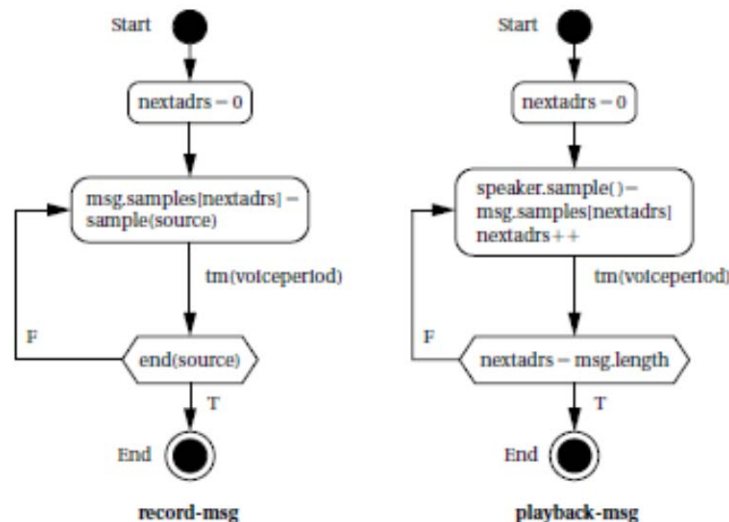 Start
nextadrs = 0
msg.samples[nextadrs] =
sample(source)
tm(voiceperiod)
F
end(source)
T
End
record-msg
Start
nextadrs = 0
speaker.sample() =
msg.samples[nextadrs]
nextadrs++
tm(voiceperiod)
F
nextadrs = msg.length
T
End
playback-msg